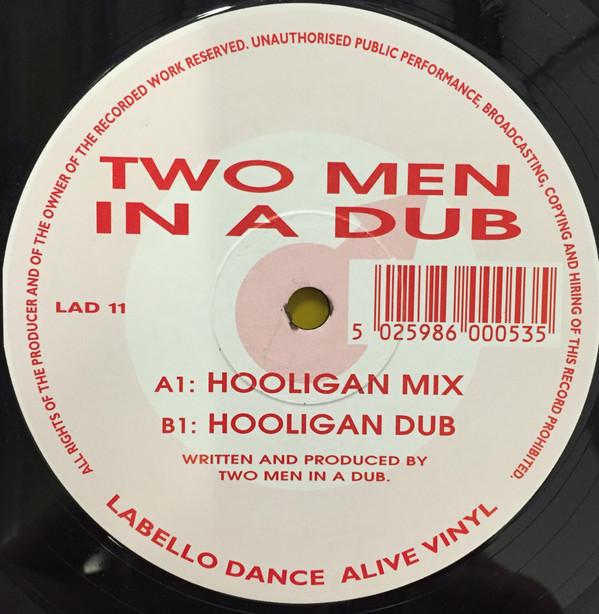 ALL RIGHTS OF THE PRODUCER AND OF THE OWNER OF THE RECORDED WORK RESERVED. UNAUTHORISED PUBLIC PERFORMANCE, BROADCASTING, COPYING AND HIRING OF THIS RECORD PROHIBITED.
TWO MEN
IN A DUB
LAD 11
5 025986 000535
A1: HOOLIGAN MIX
B1: HOOLIGAN DUB
WRITTEN AND PRODUCED BY
TWO MEN IN A DUB.
LABELLO DANCE ALIVE VINYL